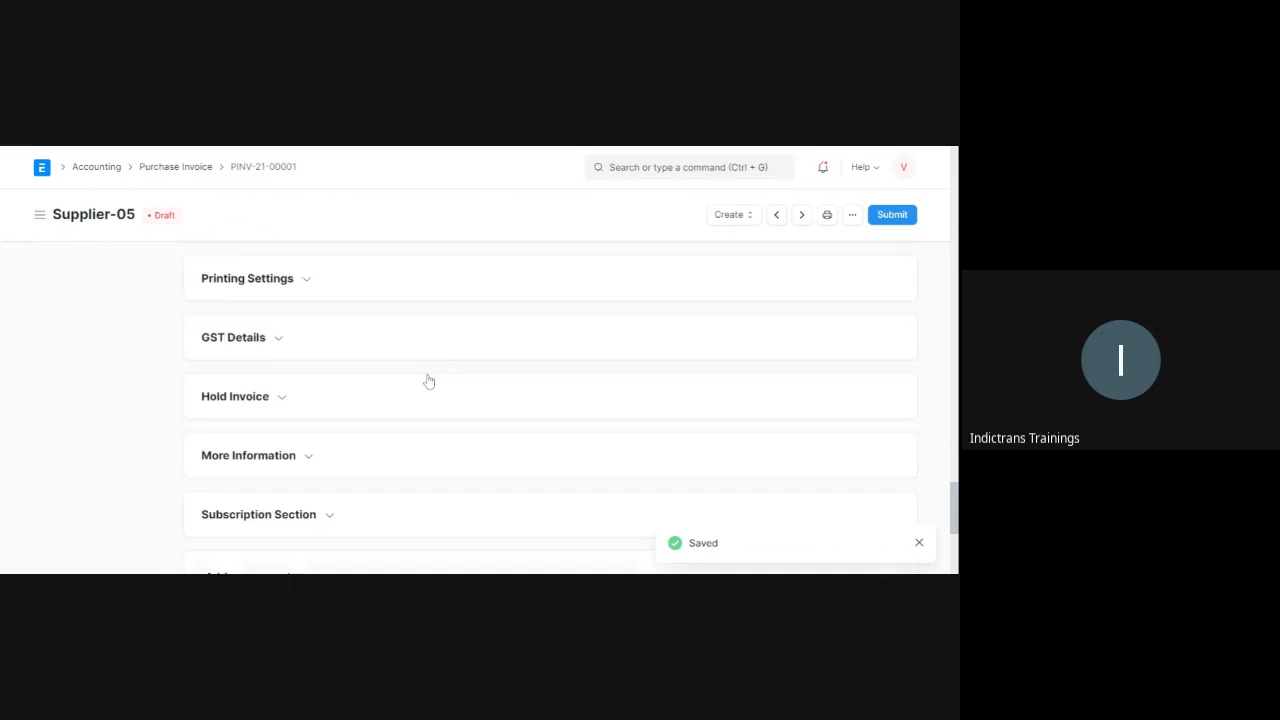 E > Accounting > Purchase Invoice > PINV-21-00001 Search or type a command (Ctrl + G) Help V
Supplier-05 • Draft Create ... Submit
Printing Settings
GST Details
Hold Invoice
More Information
Subscription Section
Saved
I
Indictrans Trainings